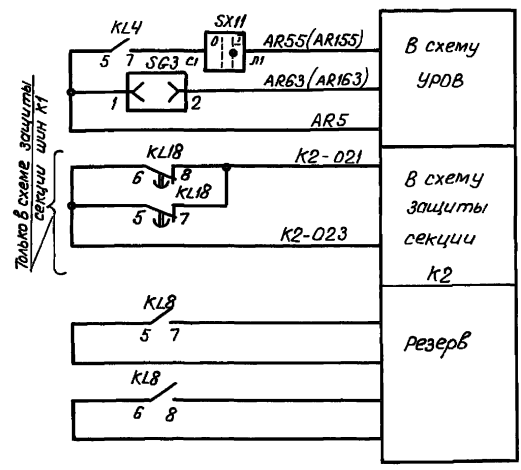 KL4
SX11
0
1
5
7
C1
Л1
AR55 (AR155)
SG3
1
2
AR63 (AR163)
AR5
В схему
УРОВ
Только в схеме защиты
секции шин K1
KL18
6
8
K2-021
KL18
5
7
K2-023
В схему
защиты
секции
K2
KL8
5
7
Резерв
KL8
6
8